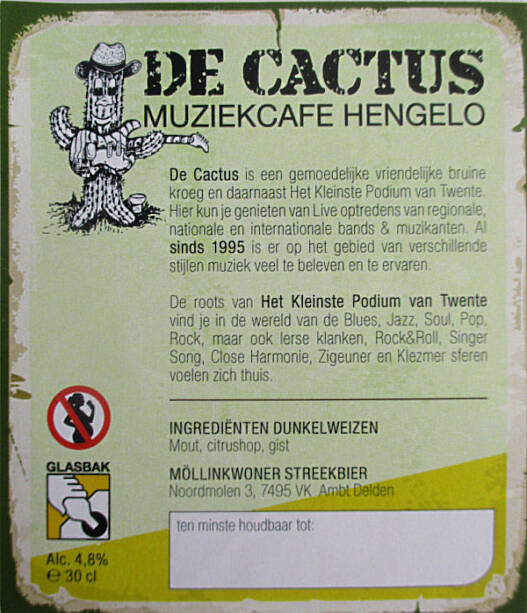 DE CACTUS
MUZIEKCAFE HENGELO
De Cactus is een gemoedelijke vriendelijke bruine
kroeg en daarnaast Het Kleinste Podium van Twente.
Hier kun je genieten van Live optredens van regionale,
nationale en internationale bands & muzikanten. Al
sinds 1995 is er op het gebied van verschillende
stijlen muziek veel te beleven en te ervaren.
De roots van Het Kleinste Podium van Twente
vind je in de wereld van de Blues, Jazz, Soul, Pop,
Rock, maar ook Ierse klanken, Rock&Roll, Singer
Song, Close Harmonie, Zigeuner en Klezmer sferen
voelen zich thuis.
INGREDIËNTEN DUNKELWEIZEN
Mout, citrushop, gist
MÖLLINKWONER STREEKBIER
Noordmolen 3, 7495 VK Ambt Delden
ten minste houdbaar tot:
GLASBAK
Alc. 4,8%
℮ 30 cl